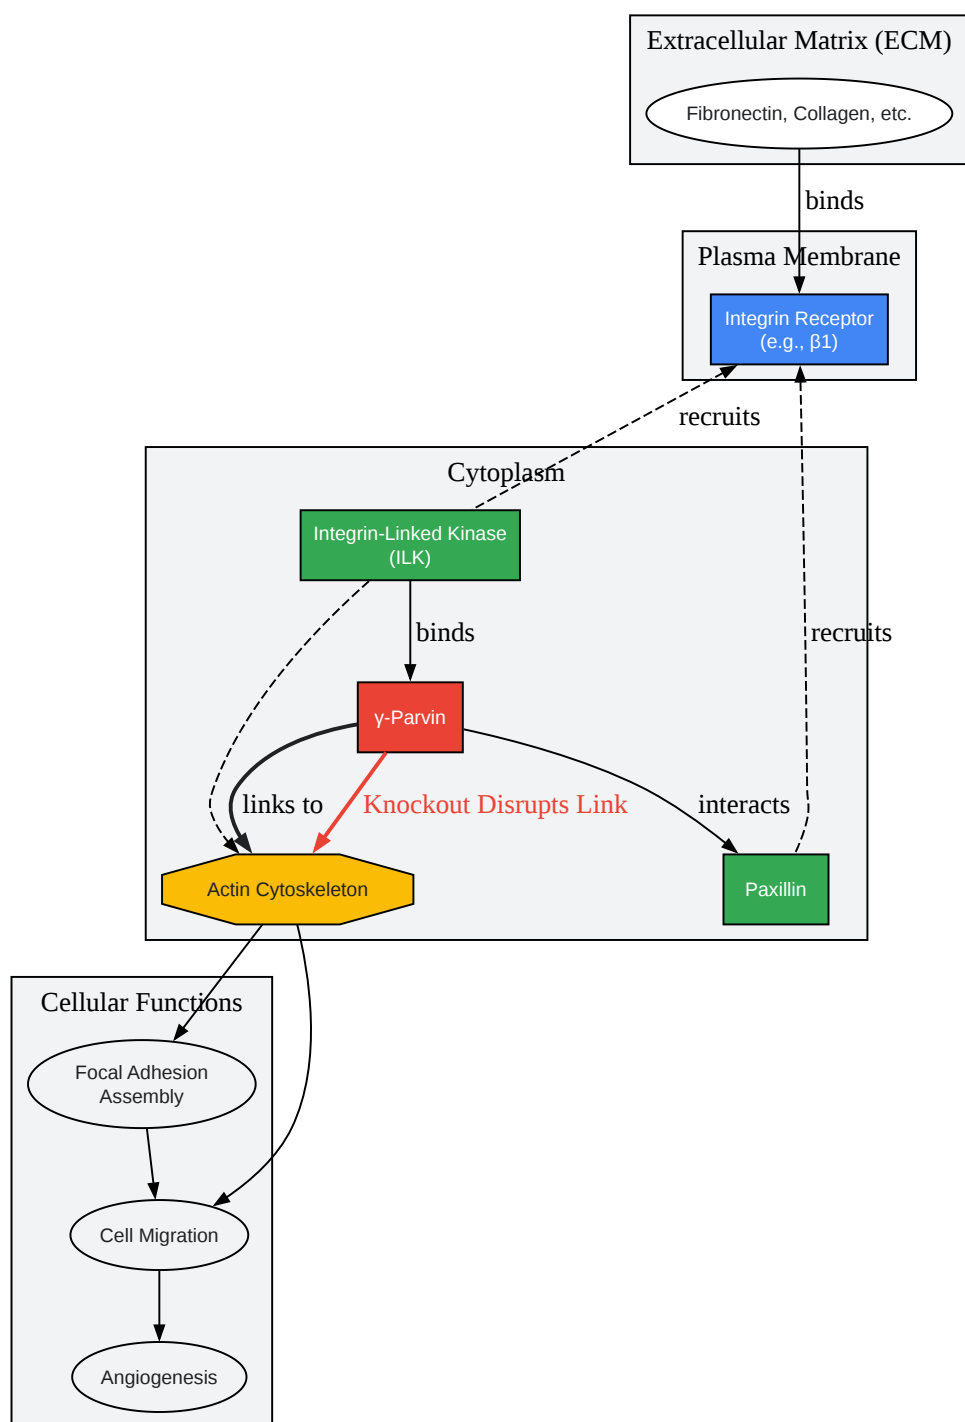 Extracellular Matrix (ECM)
Fibronectin, Collagen, etc.
binds
Plasma Membrane
Integrin Receptor
(e.g., β1)
recruits
Cytoplasm
Integrin-Linked Kinase
(ILK)
binds
recruits
γ-Parvin
links to
Knockout Disrupts Link
interacts
Actin Cytoskeleton
Paxillin
Cellular Functions
Focal Adhesion
Assembly
Cell Migration
Angiogenesis